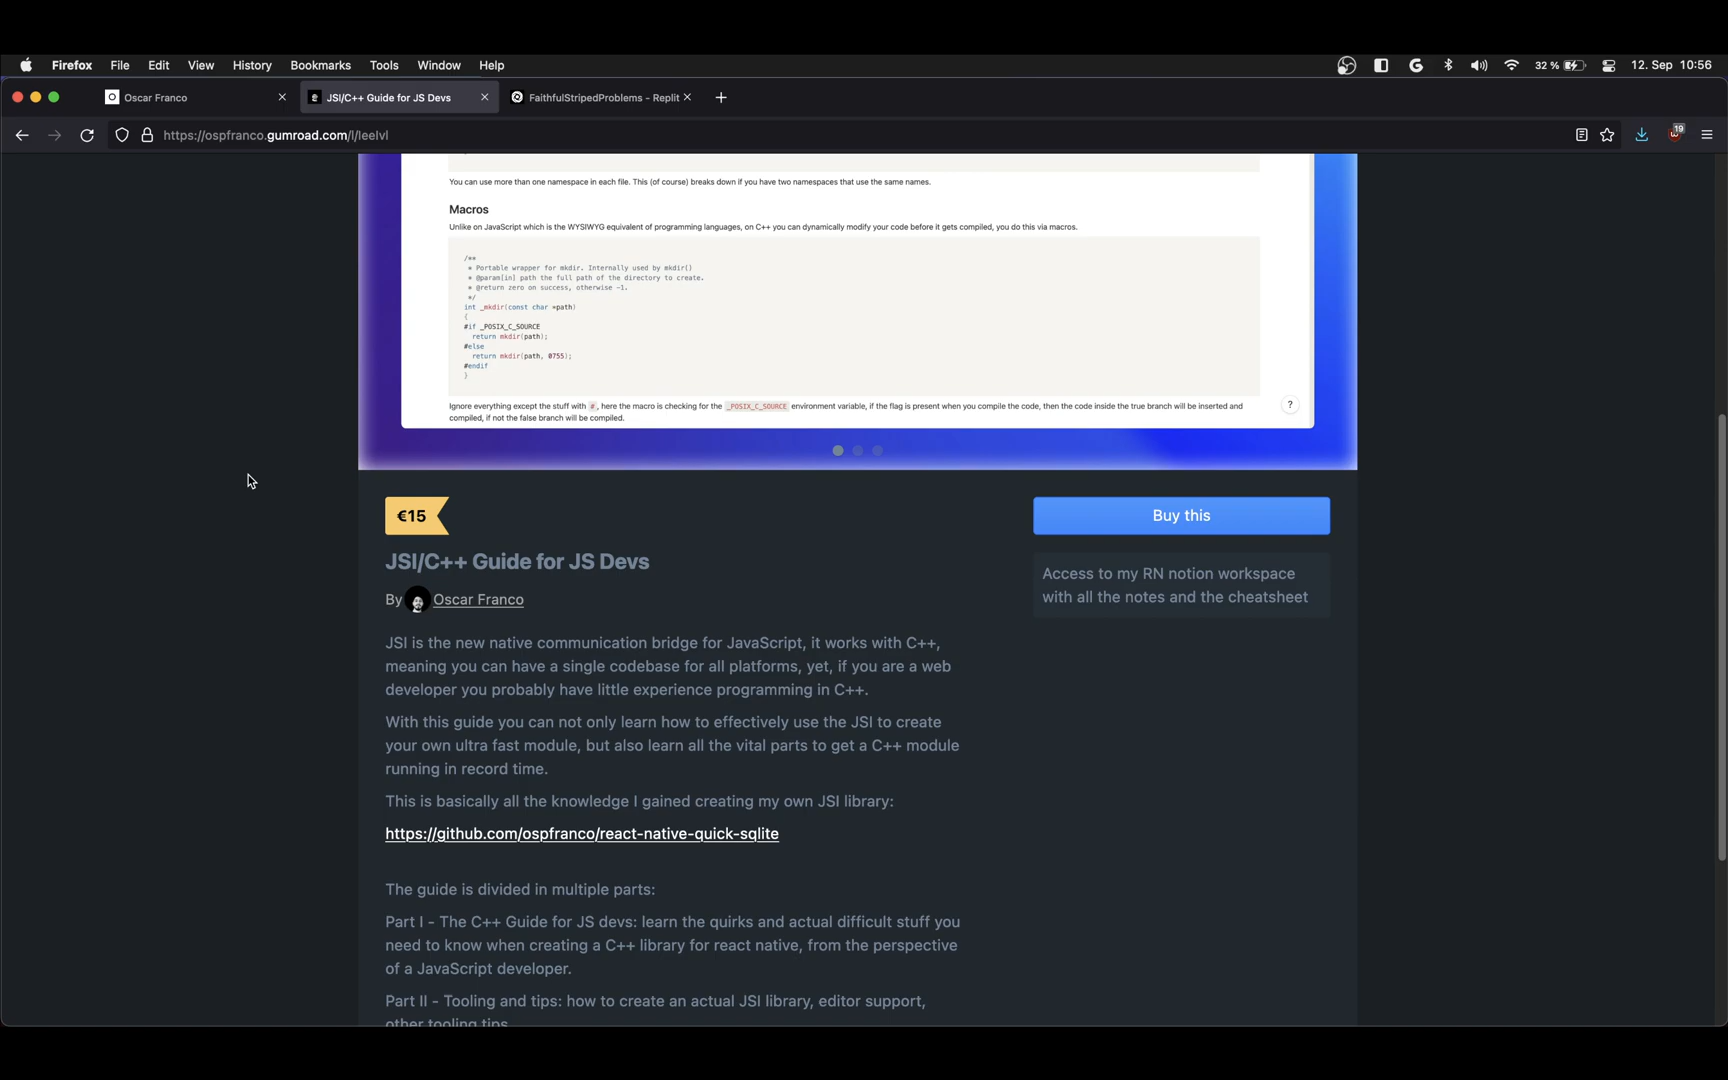 Firefox File Edit View History Bookmarks Tools Window Help 32 % 12. Sep 10:56
Oscar Franco JSI/C++ Guide for JS Devs FaithfulStripedProblems - Replit
https://ospfranco.gumroad.com/l/leelvl 19
You can use more than one namespace in each file. This (of course) breaks down if you have two namespaces that use the same names.
Macros
Unlike on JavaScript which is the WYSIWYG equivalent of programming languages, on C++ you can dynamically modify your code before it gets compiled, you do this via macros.
/**
* Portable wrapper for mkdir. Internally used by mkdir()
* @param[in] path the full path of the directory to create.
* @return zero on success, otherwise -1.
*/
int _mkdir(const char *path)
{
#if _POSIX_C_SOURCE
return mkdir(path);
#else
return mkdir(path, 0755);
#endif
}
Ignore everything except the stuff with #, here the macro is checking for the _POSIX_C_SOURCE environment variable, if the flag is present when you compile the code, then the code inside the true branch will be inserted and
compiled, if not the false branch will be compiled.
?
€15
Buy this
JSI/C++ Guide for JS Devs
By Oscar Franco
Access to my RN notion workspace
with all the notes and the cheatsheet
JSI is the new native communication bridge for JavaScript, it works with C++,
meaning you can have a single codebase for all platforms, yet, if you are a web
developer you probably have little experience programming in C++.
With this guide you can not only learn how to effectively use the JSI to create
your own ultra fast module, but also learn all the vital parts to get a C++ module
running in record time.
This is basically all the knowledge I gained creating my own JSI library:
https://github.com/ospfranco/react-native-quick-sqlite
The guide is divided in multiple parts:
Part I - The C++ Guide for JS devs: learn the quirks and actual difficult stuff you
need to know when creating a C++ library for react native, from the perspective
of a JavaScript developer.
Part II - Tooling and tips: how to create an actual JSI library, editor support,
other tooling tips